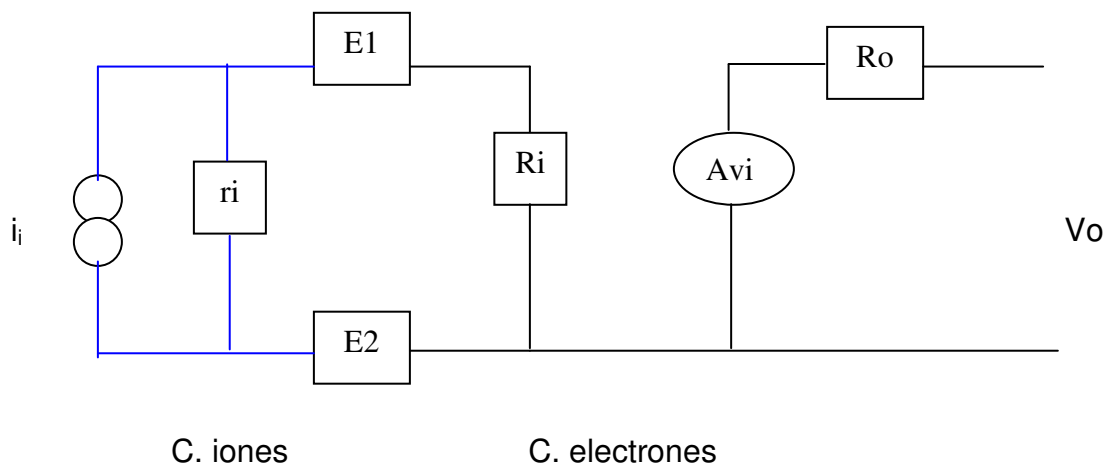 E1
Ro
ri
Ri
Avi
iᵢ
Vo
E2
C. iones
C. electrones